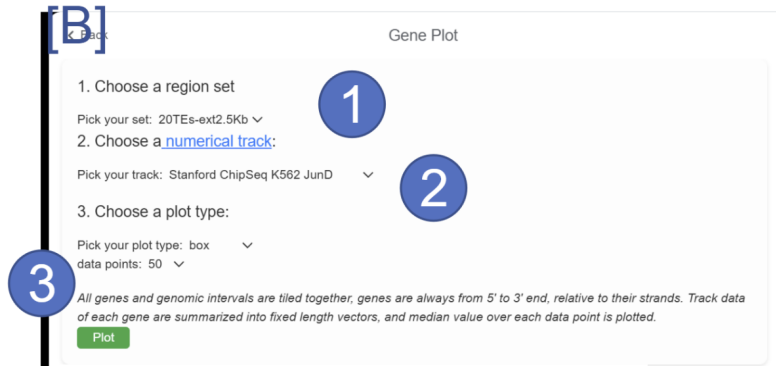 [B]
Back
Gene Plot
1. Choose a region set
1
Pick your set: 20TEs-ext2.5Kb
2. Choose a numerical track:
Pick your track: Stanford ChipSeq K562 JunD
2
3. Choose a plot type:
Pick your plot type: box
data points: 50
3
All genes and genomic intervals are tiled together, genes are always from 5' to 3' end, relative to their strands. Track data
of each gene are summarized into fixed length vectors, and median value over each data point is plotted.
Plot